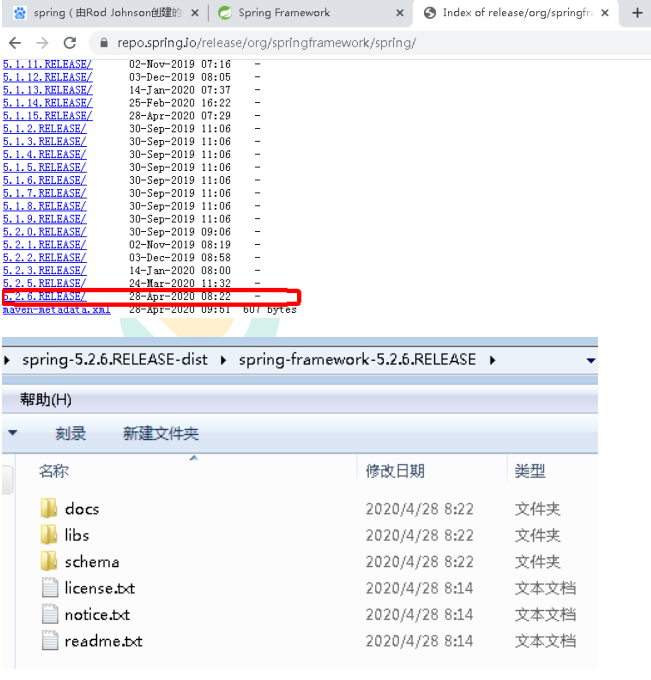 spring ( 由Rod Johnson创建的
Spring Framework
Index of release/org/springfr
repo.spring.io/release/org/springframework/spring/
5.1.11.RELEASE/ 02-Nov-2019 07:16 -
5.1.12.RELEASE/ 03-Dec-2019 08:05 -
5.1.13.RELEASE/ 14-Jan-2020 07:37 -
5.1.14.RELEASE/ 25-Feb-2020 16:22 -
5.1.15.RELEASE/ 28-Apr-2020 07:29 -
5.1.2.RELEASE/ 30-Sep-2019 11:06 -
5.1.3.RELEASE/ 30-Sep-2019 11:06 -
5.1.4.RELEASE/ 30-Sep-2019 11:06 -
5.1.5.RELEASE/ 30-Sep-2019 11:06 -
5.1.6.RELEASE/ 30-Sep-2019 11:06 -
5.1.7.RELEASE/ 30-Sep-2019 11:06 -
5.1.8.RELEASE/ 30-Sep-2019 11:06 -
5.1.9.RELEASE/ 30-Sep-2019 11:06 -
5.2.0.RELEASE/ 30-Sep-2019 09:06 -
5.2.1.RELEASE/ 02-Nov-2019 08:19 -
5.2.2.RELEASE/ 03-Dec-2019 08:58 -
5.2.3.RELEASE/ 14-Jan-2020 08:00 -
5.2.5.RELEASE/ 24-Mar-2020 11:32 -
5.2.6.RELEASE/ 28-Apr-2020 08:22 -
maven-metadata.xml 28-Apr-2020 09:51 607 bytes
spring-5.2.6.RELEASE-dist spring-framework-5.2.6.RELEASE
帮助(H)
刻录 新建文件夹
名称 修改日期 类型
docs 2020/4/28 8:22 文件夹
libs 2020/4/28 8:22 文件夹
schema 2020/4/28 8:22 文件夹
license.txt 2020/4/28 8:14 文本文档
notice.txt 2020/4/28 8:14 文本文档
readme.txt 2020/4/28 8:14 文本文档